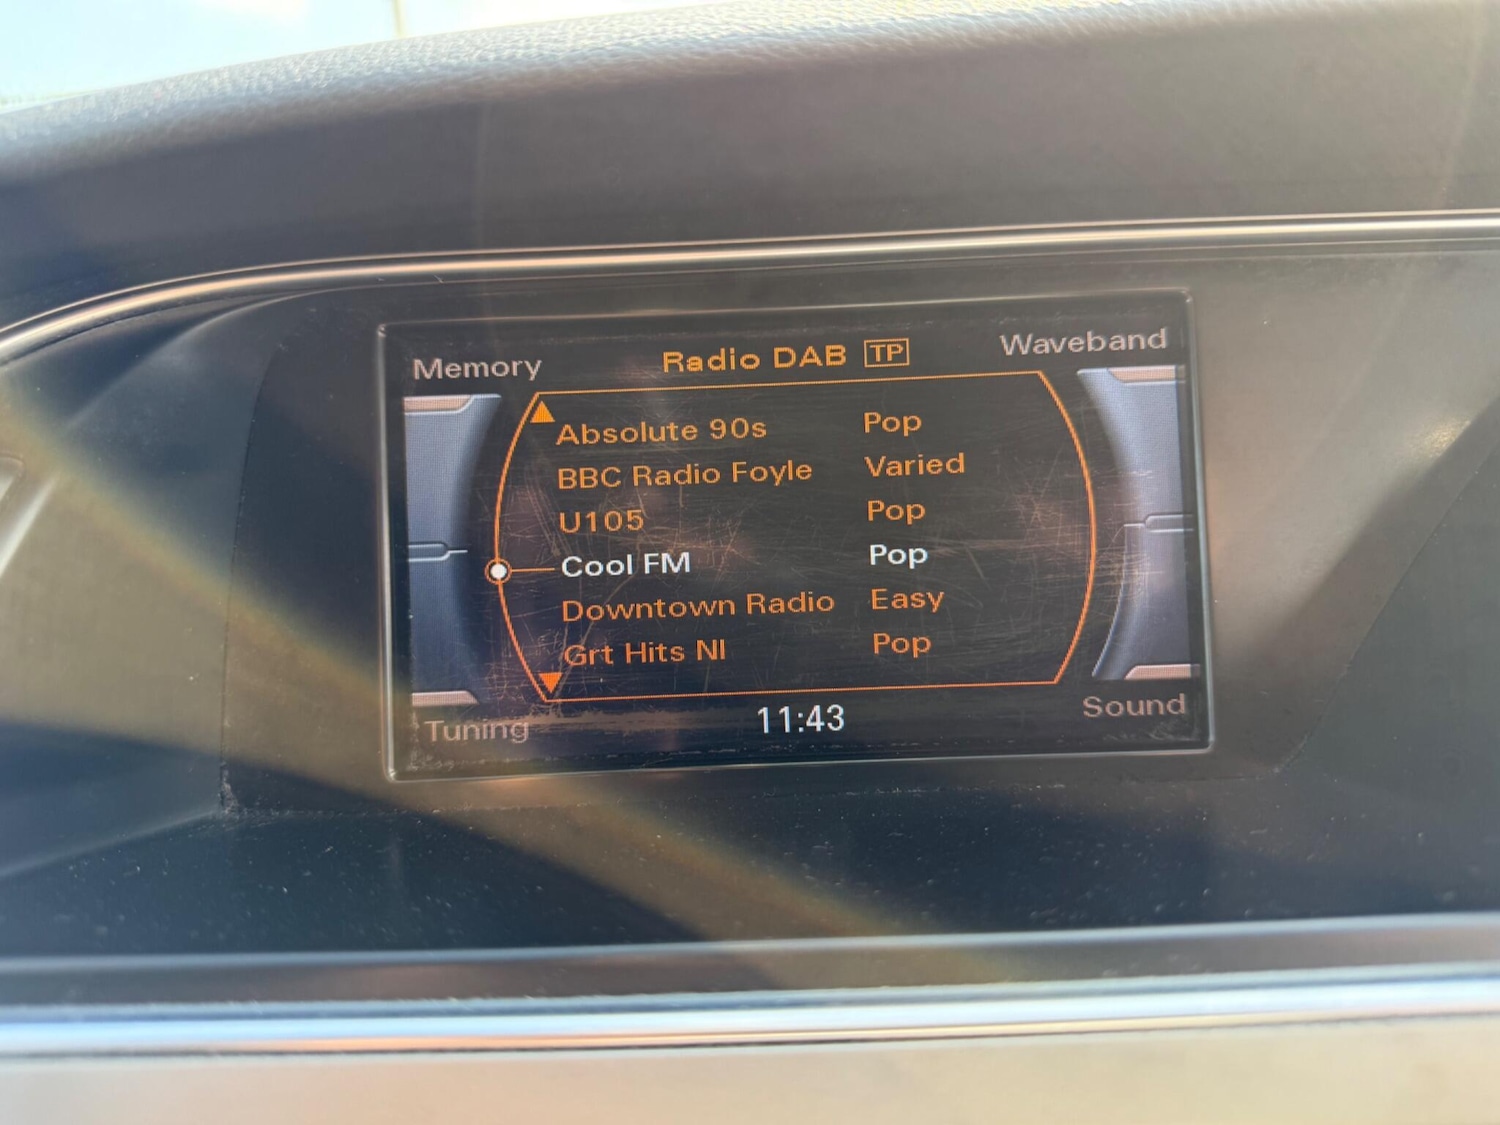 Memory Radio DAB TP Waveband
Absolute 90s Pop
BBC Radio Foyle Varied
U105 Pop
Cool FM Pop
Downtown Radio Easy
Grt Hits NI Pop
Tuning 11:43 Sound